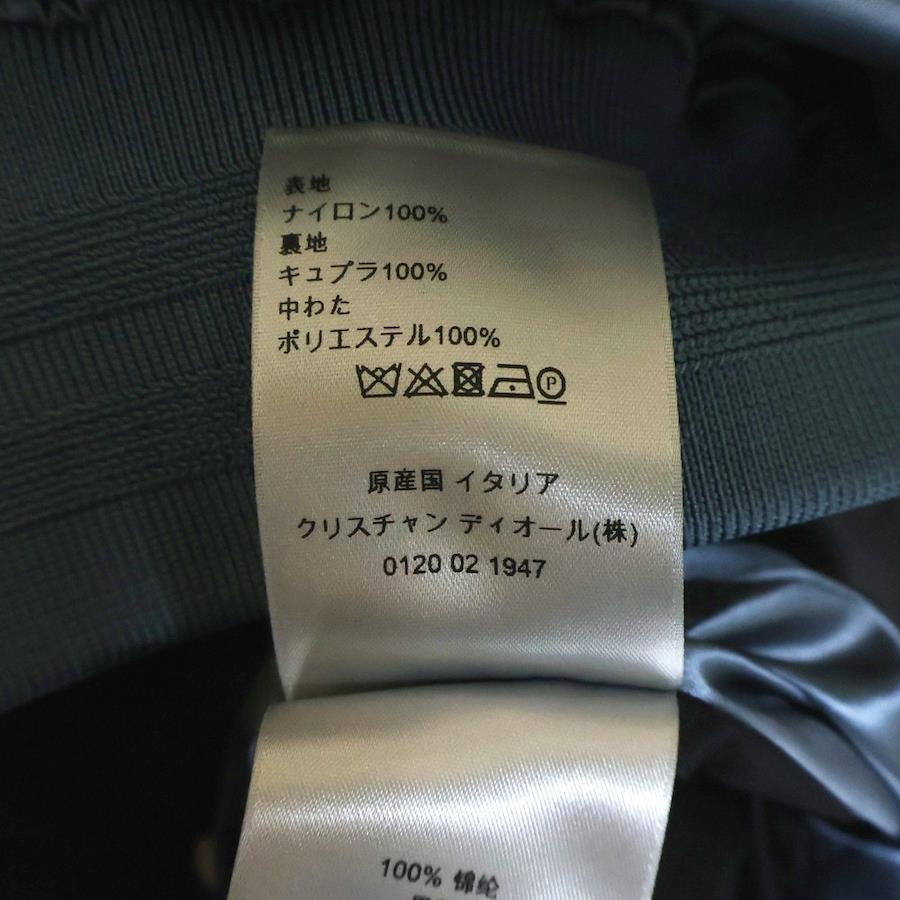 表地
ナイロン100%
裏地
キュプラ100%
中わた
ポリエステル100%
P
原産国 イタリア
クリスチャン ディオール(株)
0120 02 1947
100% 锦纶